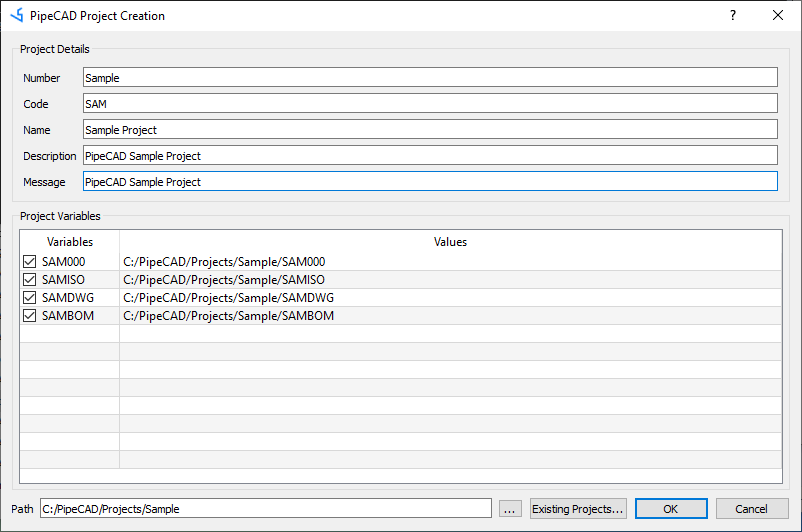 PipeCAD Project Creation ?
Project Details
Number Sample
Code SAM
Name Sample Project
Description PipeCAD Sample Project
Message PipeCAD Sample Project
Project Variables
Variables Values
SAM000 C:/PipeCAD/Projects/Sample/SAM000
SAMISO C:/PipeCAD/Projects/Sample/SAMISO
SAMDWG C:/PipeCAD/Projects/Sample/SAMDWG
SAMBOM C:/PipeCAD/Projects/Sample/SAMBOM
Path C:/PipeCAD/Projects/Sample ... Existing Projects... OK Cancel